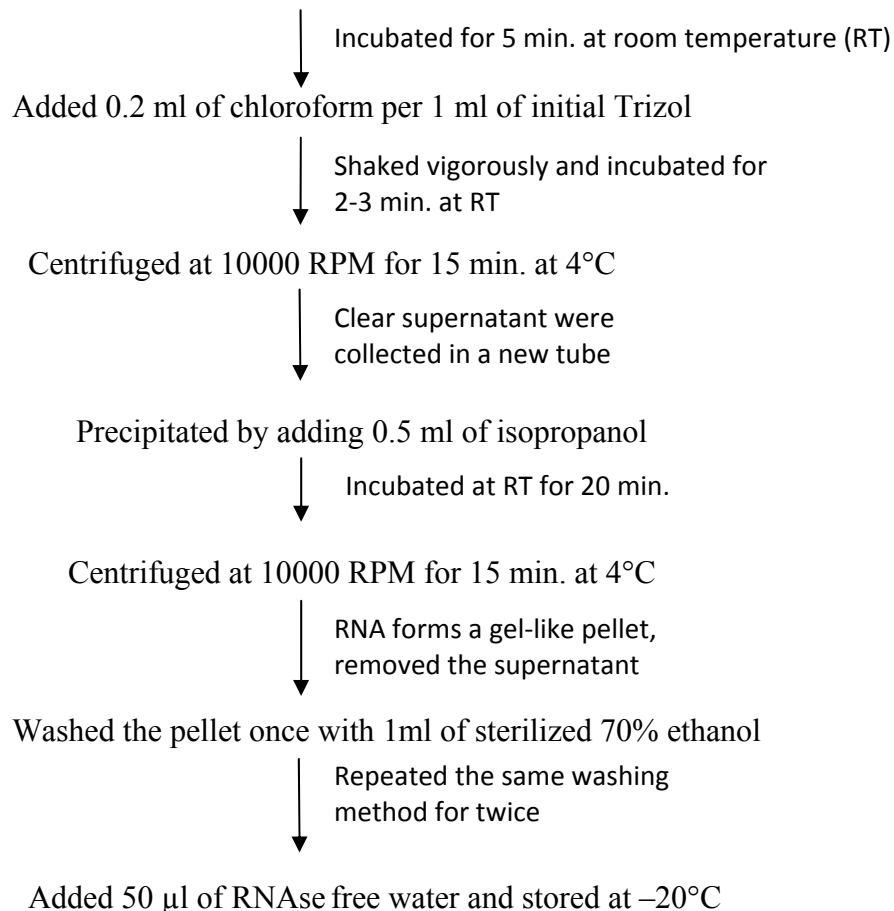 Incubated for 5 min. at room temperature (RT)
Added 0.2 ml of chloroform per 1 ml of initial Trizol
Shaked vigorously and incubated for
2-3 min. at RT
Centrifuged at 10000 RPM for 15 min. at 4°C
Clear supernatant were
collected in a new tube
Precipitated by adding 0.5 ml of isopropanol
Incubated at RT for 20 min.
Centrifuged at 10000 RPM for 15 min. at 4°C
RNA forms a gel-like pellet,
removed the supernatant
Washed the pellet once with 1ml of sterilized 70% ethanol
Repeated the same washing
method for twice
Added 50 µl of RNAse free water and stored at –20°C